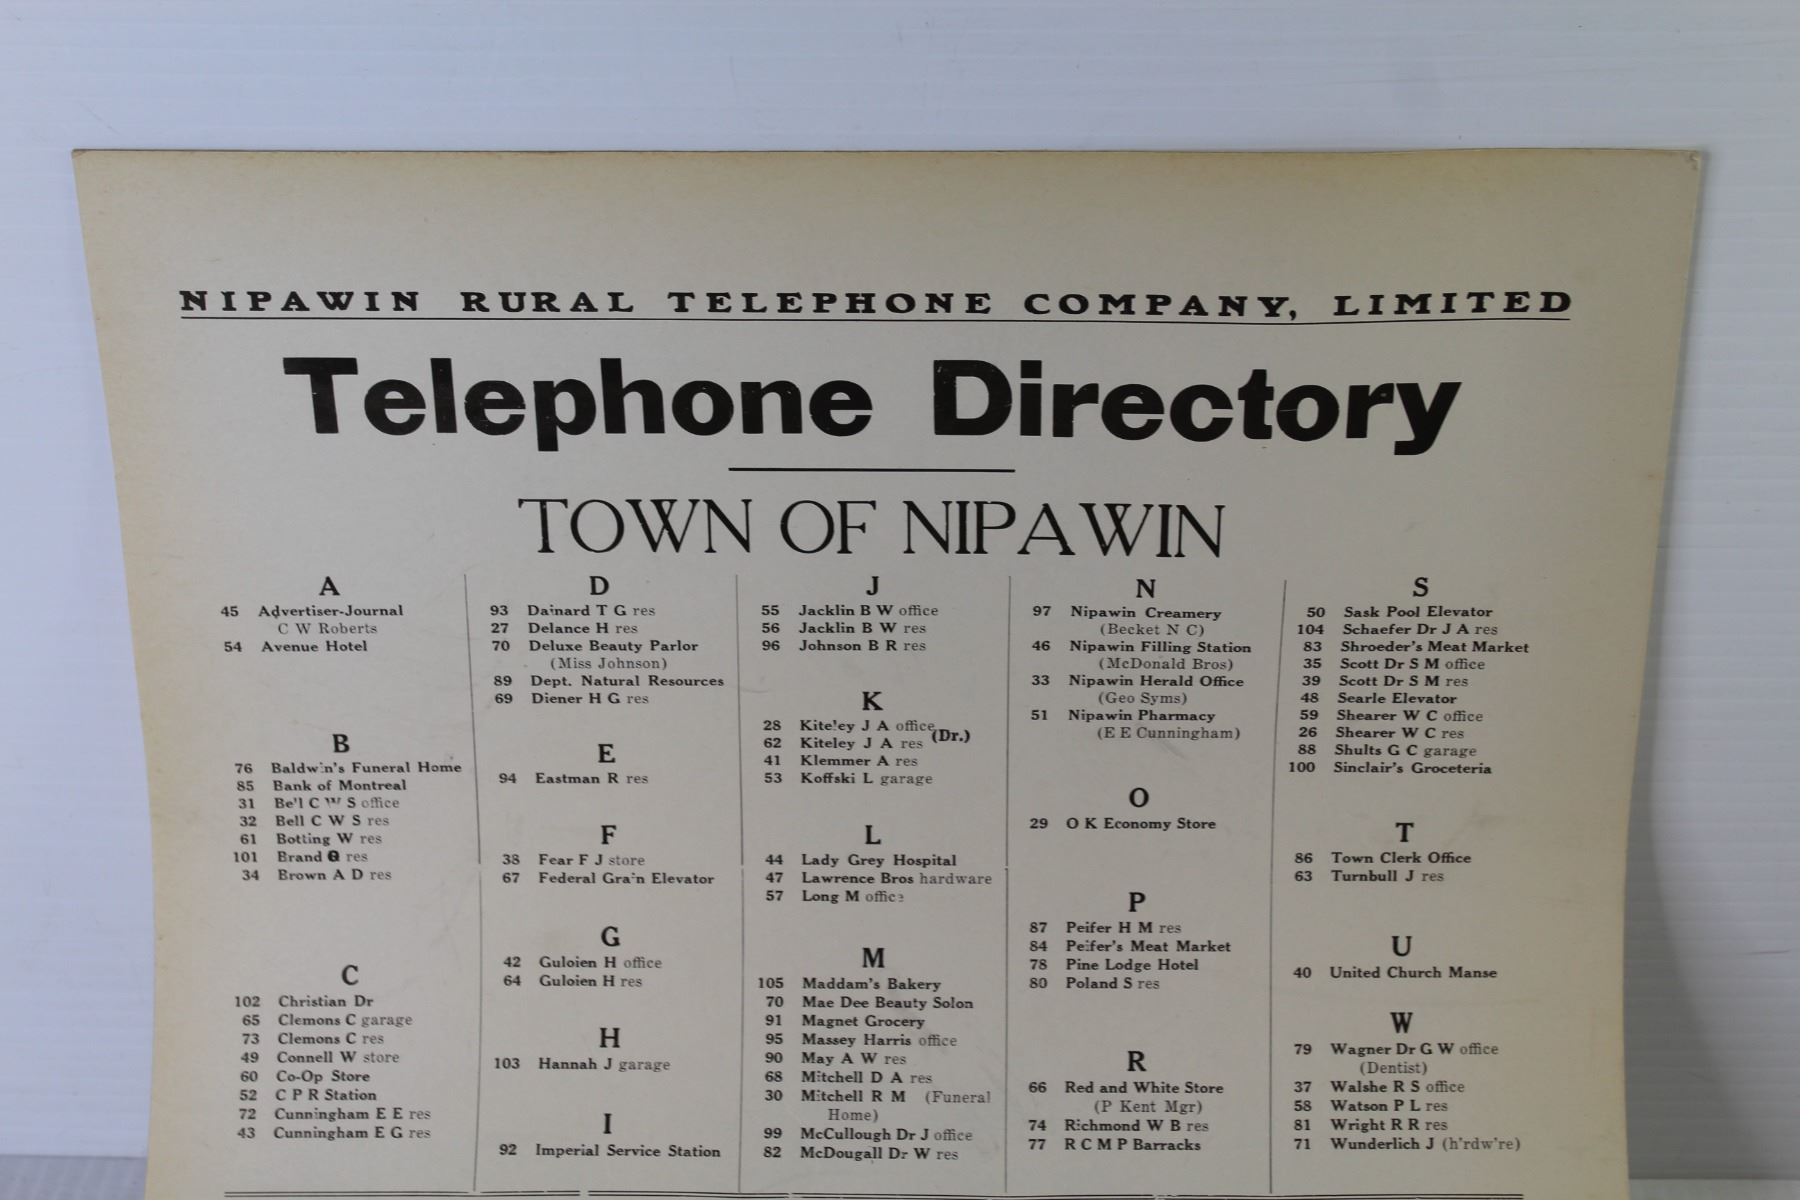 NIPAWIN RURAL TELEPHONE COMPANY, LIMITED
Telephone Directory
TOWN OF NIPAWIN
A
45 Advertiser-Journal
C W Roberts
54 Avenue Hotel
B
76 Baldwin's Funeral Home
85 Bank of Montreal
31 Bell C W S office
32 Bell C W S res
61 Botting W res
101 Brand res
34 Brown A D res
C
102 Christian Dr
65 Clemons C garage
73 Clemons C res
49 Connell W store
60 Co-Op Store
52 C P R Station
72 Cunningham E E res
43 Cunningham E G res
D
93 Dainard T G res
27 Delance H res
70 Deluxe Beauty Parlor
(Miss Johnson)
89 Dept. Natural Resources
69 Diener H G res
E
94 Eastman R res
F
38 Fear F J store
67 Federal Grain Elevator
G
42 Guloien H office
64 Guloien H res
H
103 Hannah J garage
I
92 Imperial Service Station
J
55 Jacklin B W office
56 Jacklin B W res
96 Johnson B R res
K
28 Kiteley J A office
(Dr.)
62 Kiteley J A res
41 Klemmer A res
53 Koffski L garage
L
44 Lady Grey Hospital
47 Lawrence Bros hardware
57 Long M office
M
105 Maddam's Bakery
70 Mae Dee Beauty Solon
91 Magnet Grocery
95 Massey Harris office
90 May A W res
68 Mitchell D A res
30 Mitchell R M (Funeral
Home)
99 McCullough Dr J office
82 McDougall Dr W res
N
97 Nipawin Creamery
(Becket N C)
46 Nipawin Filling Station
(McDonald Bros)
33 Nipawin Herald Office
(Geo Syms)
51 Nipawin Pharmacy
(E E Cunningham)
O
29 O K Economy Store
P
87 Peifer H M res
84 Peifer's Meat Market
78 Pine Lodge Hotel
80 Poland S res
R
66 Red and White Store
(P Kent Mgr)
74 Richmond W B res
77 R C M P Barracks
S
50 Sask Pool Elevator
104 Schaefer Dr J A res
83 Shroeder's Meat Market
35 Scott Dr S M office
39 Scott Dr S M res
48 Searle Elevator
59 Shearer W C office
26 Shearer W C res
88 Shults G C garage
100 Sinclair's Groceteria
T
86 Town Clerk Office
63 Turnbull J res
U
40 United Church Manse
W
79 Wagner Dr G W office
(Dentist)
37 Walshe R S office
58 Watson P L res
81 Wright R R res
71 Wunderlich J (h'rdw're)